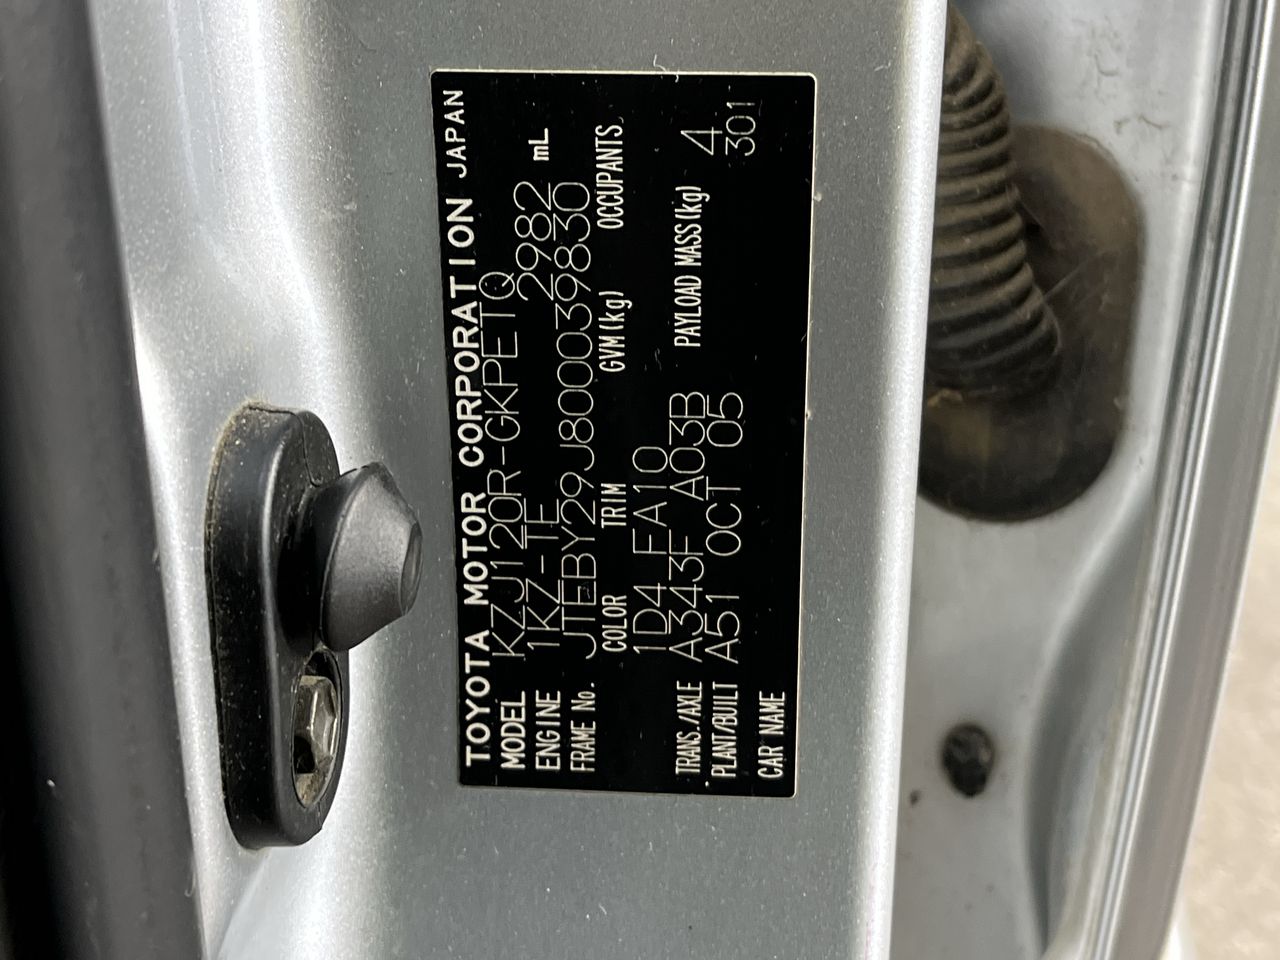 TOYOTA MOTOR CORPORATION JAPAN
MODEL KZJ120R-GKPETQ
ENGINE 1KZ-TE 2982 mL
FRAME No. JTEBY29J800039830
COLOR TRIM GVM(kg) OCCUPANTS
1D4 FA10 4
TRANS./AXLE A343F A03B PAYLOAD MASS(kg) 301
PLANT/BUILT A51 OCT 05
CAR NAME